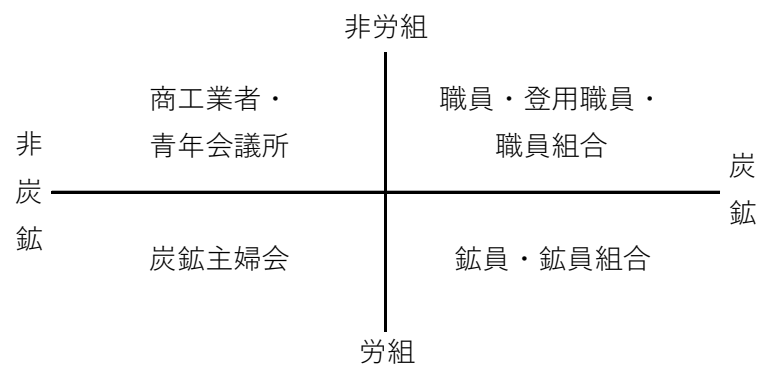 非労組
商工業者・
青年会議所
職員・登用職員・
職員組合
非炭鉱
炭鉱
炭鉱主婦会
鉱員・鉱員組合
労組